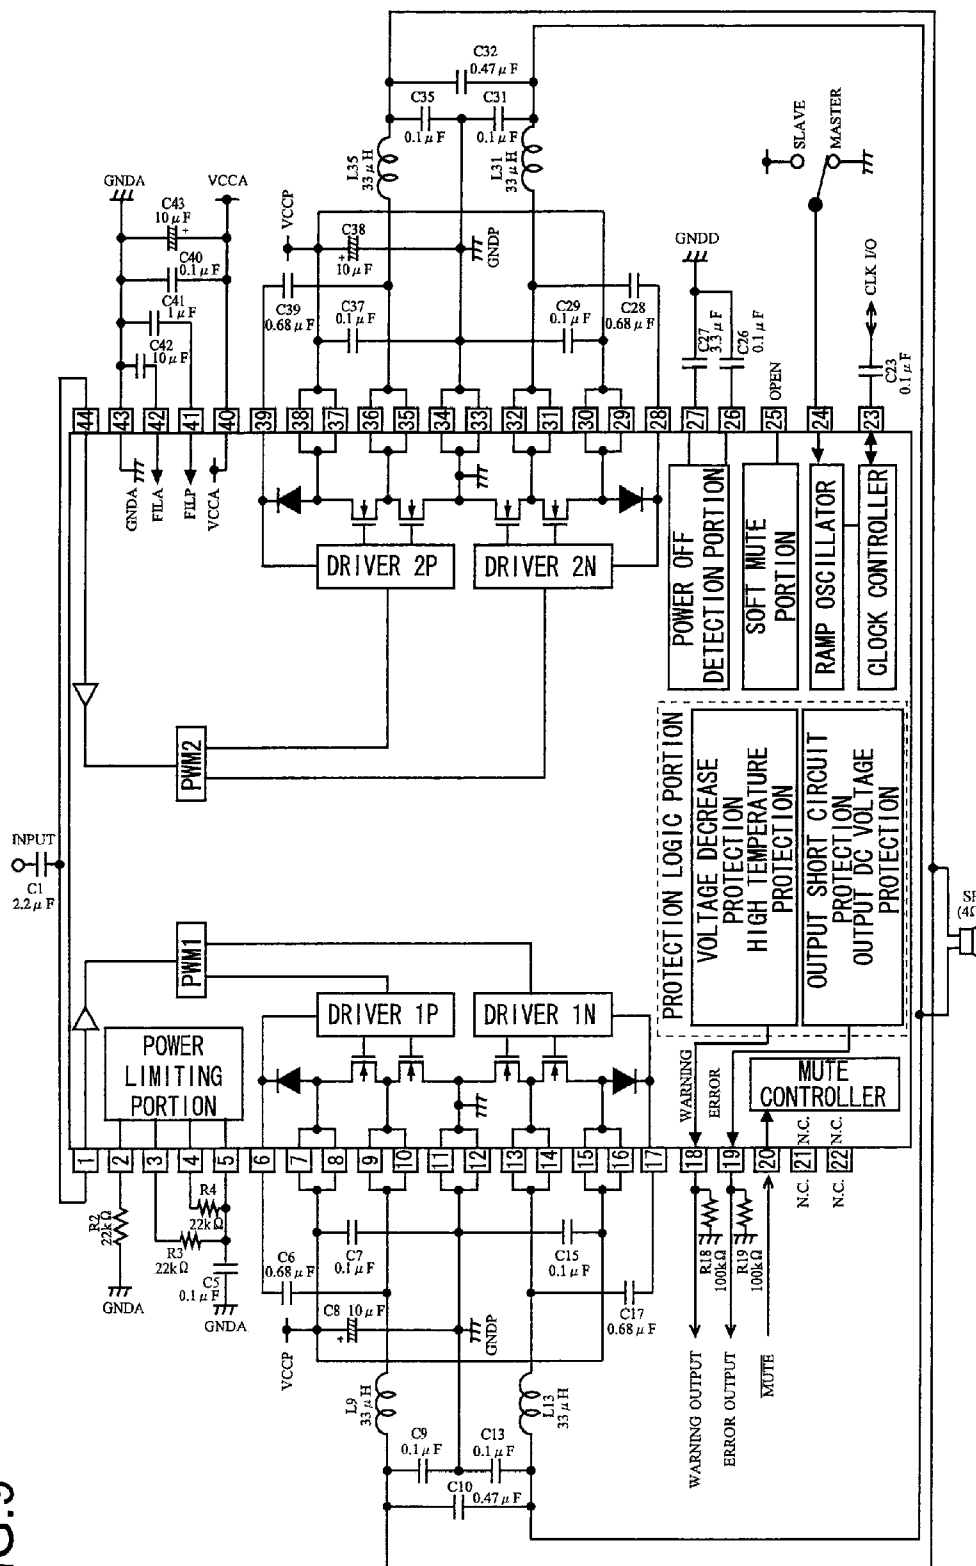 C32
0.47μF
C35
0.1μF
C31
0.1μF
L35
33μH
L31
33μH
SLAVE
MASTER
GNDA
VCCA
C43
10μF
+
C40
0.1μF
C41
1μF
C42
10μF
VCCP
C38
+
10μF
GNDP
C39
0.68μF
C37
0.1μF
C29
0.1μF
C28
0.68μF
GNDD
C27
3.3μF
C26
0.1μF
OPEN
CLK I/O
C23
0.1μF
44
43
42
41
40
39
38
37
36
35
34
33
32
31
30
29
28
27
26
25
24
23
GNDA
FILA
FILP
VCCA
DRIVER 2P
DRIVER 2N
POWER OFF
DETECTION PORTION
SOFT MUTE
PORTION
RAMP OSCILLATOR
CLOCK CONTROLLER
PWM2
INPUT
C1
2.2μF
PROTECTION LOGIC PORTION
VOLTAGE DECREASE
PROTECTION
HIGH TEMPERATURE
PROTECTION
OUTPUT SHORT CIRCUIT
PROTECTION
OUTPUT DC VOLTAGE
PROTECTION
PWM1
DRIVER 1P
DRIVER 1N
POWER
LIMITING
PORTION
WARNING
ERROR
MUTE
CONTROLLER
N.C.
N.C.
1
2
3
4
5
6
7
8
9
10
11
12
13
14
15
16
17
18
19
20
21
22
N.C.
N.C.
R2
22kΩ
GNDA
R3
22kΩ
R4
22kΩ
C5
0.1μF
GNDA
C6
0.68μF
C7
0.1μF
C15
0.1μF
C17
0.68μF
C8 10μF
+
VCCP
GNDP
R18
100kΩ
R19
100kΩ
WARNING OUTPUT
ERROR OUTPUT
MUTE
L9
33μH
L13
33μH
C9
0.1μF
C13
0.1μF
C10
0.47μF